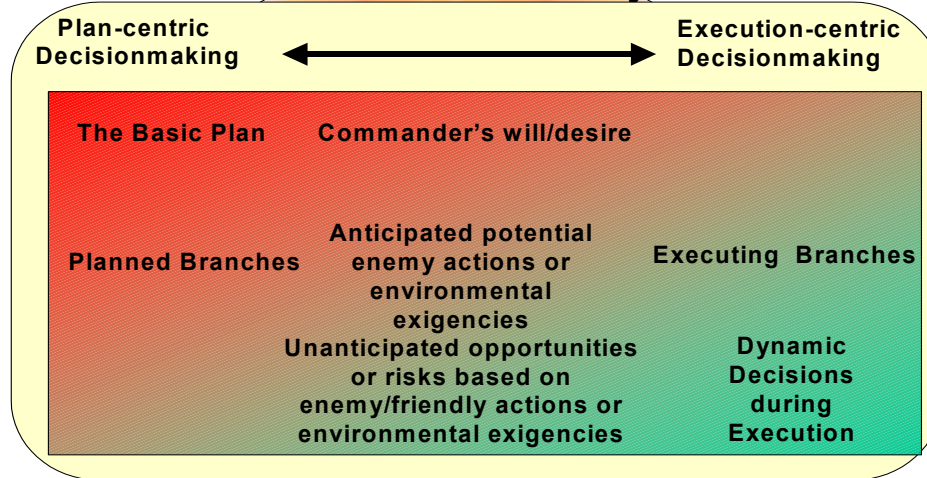 Plan-centric
Decisionmaking
Execution-centric
Decisionmaking
The Basic Plan
Commander's will/desire
Planned Branches
Anticipated potential
enemy actions or
environmental
exigencies
Executing Branches
Unanticipated opportunities
or risks based on
enemy/friendly actions or
environmental exigencies
Dynamic
Decisions
during
Execution